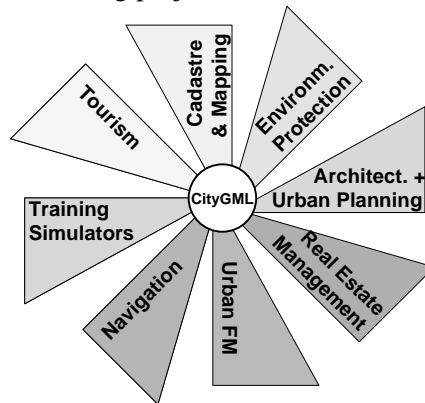 Cadastre
& Mapping
Environm.
Protection
Architect. +
Urban Planning
Real Estate
Management
Urban FM
Navigation
Training
Simulators
Tourism
CityGML